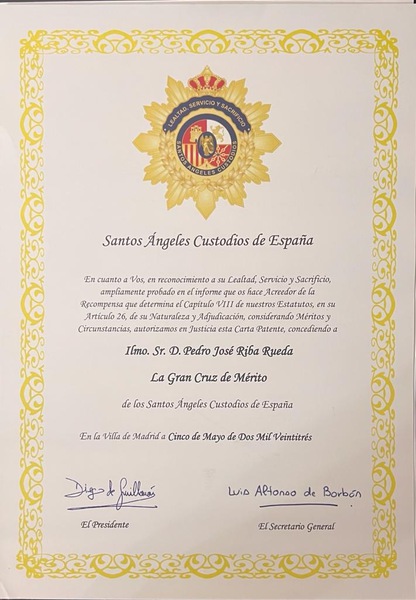 LEALTAD, SERVICIO Y SACRIFICIO
SANTOS ÁNGELES CUSTODIOS
Santos Ángeles Custodios de España
En cuanto a Vos, en reconocimiento a su Lealtad, Servicio y Sacrificio,
ampliamente probado en el informe que os hace Acreedor de la
Recompensa que determina el Capítulo VIII de nuestros Estatutos, en su
Artículo 26, de su Naturaleza y Adjudicación, considerando Méritos y
Circunstancias, autorizamos en Justicia esta Carta Patente, concediendo a
Ilmo. Sr. D. Pedro José Riba Rueda
La Gran Cruz de Mérito
de los Santos Ángeles Custodios de España
En la Villa de Madrid a Cinco de Mayo de Dos Mil Veintitrés
Diego de Guillamás Luis Alfonso de Borbón
El Presidente El Secretario General